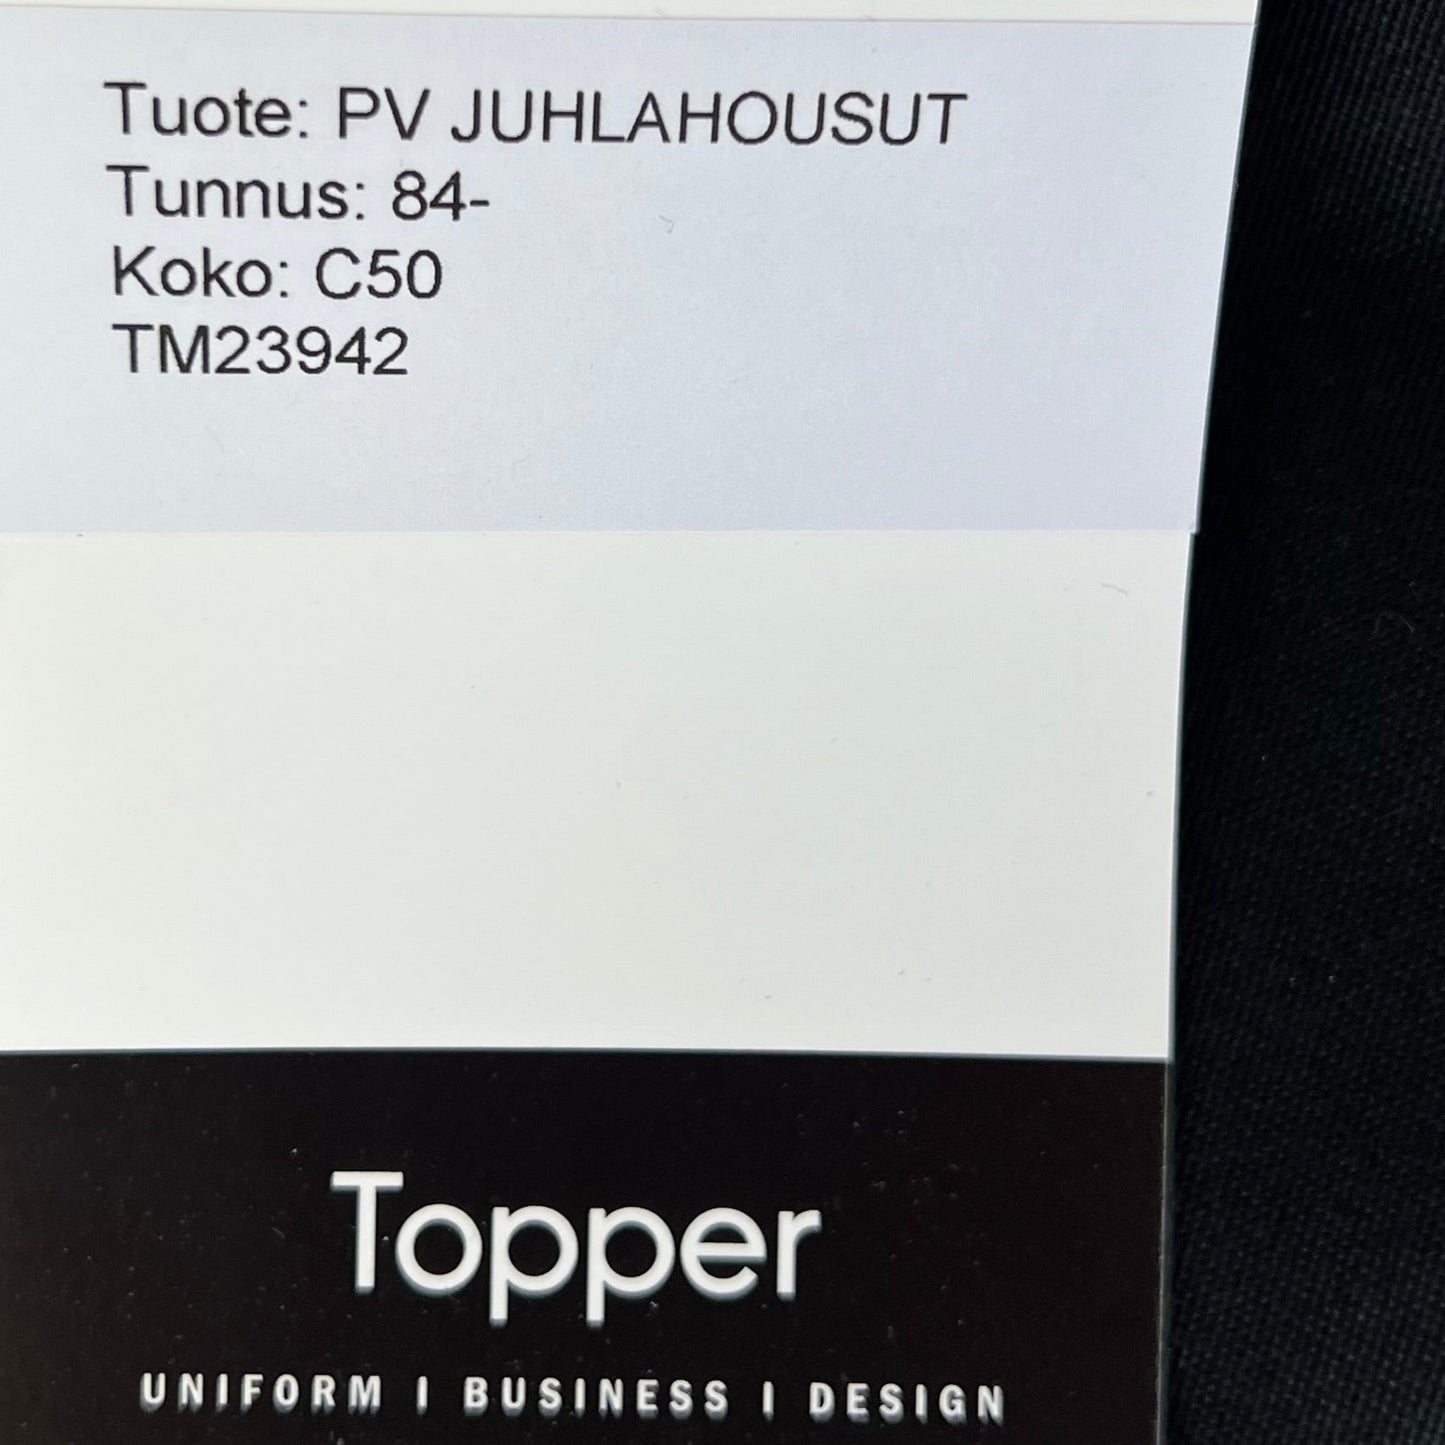 Tuote: PV JUHLAHOUSUT
Tunnus: 84-
Koko: C50
TM23942
Topper
UNIFORM | BUSINESS | DESIGN